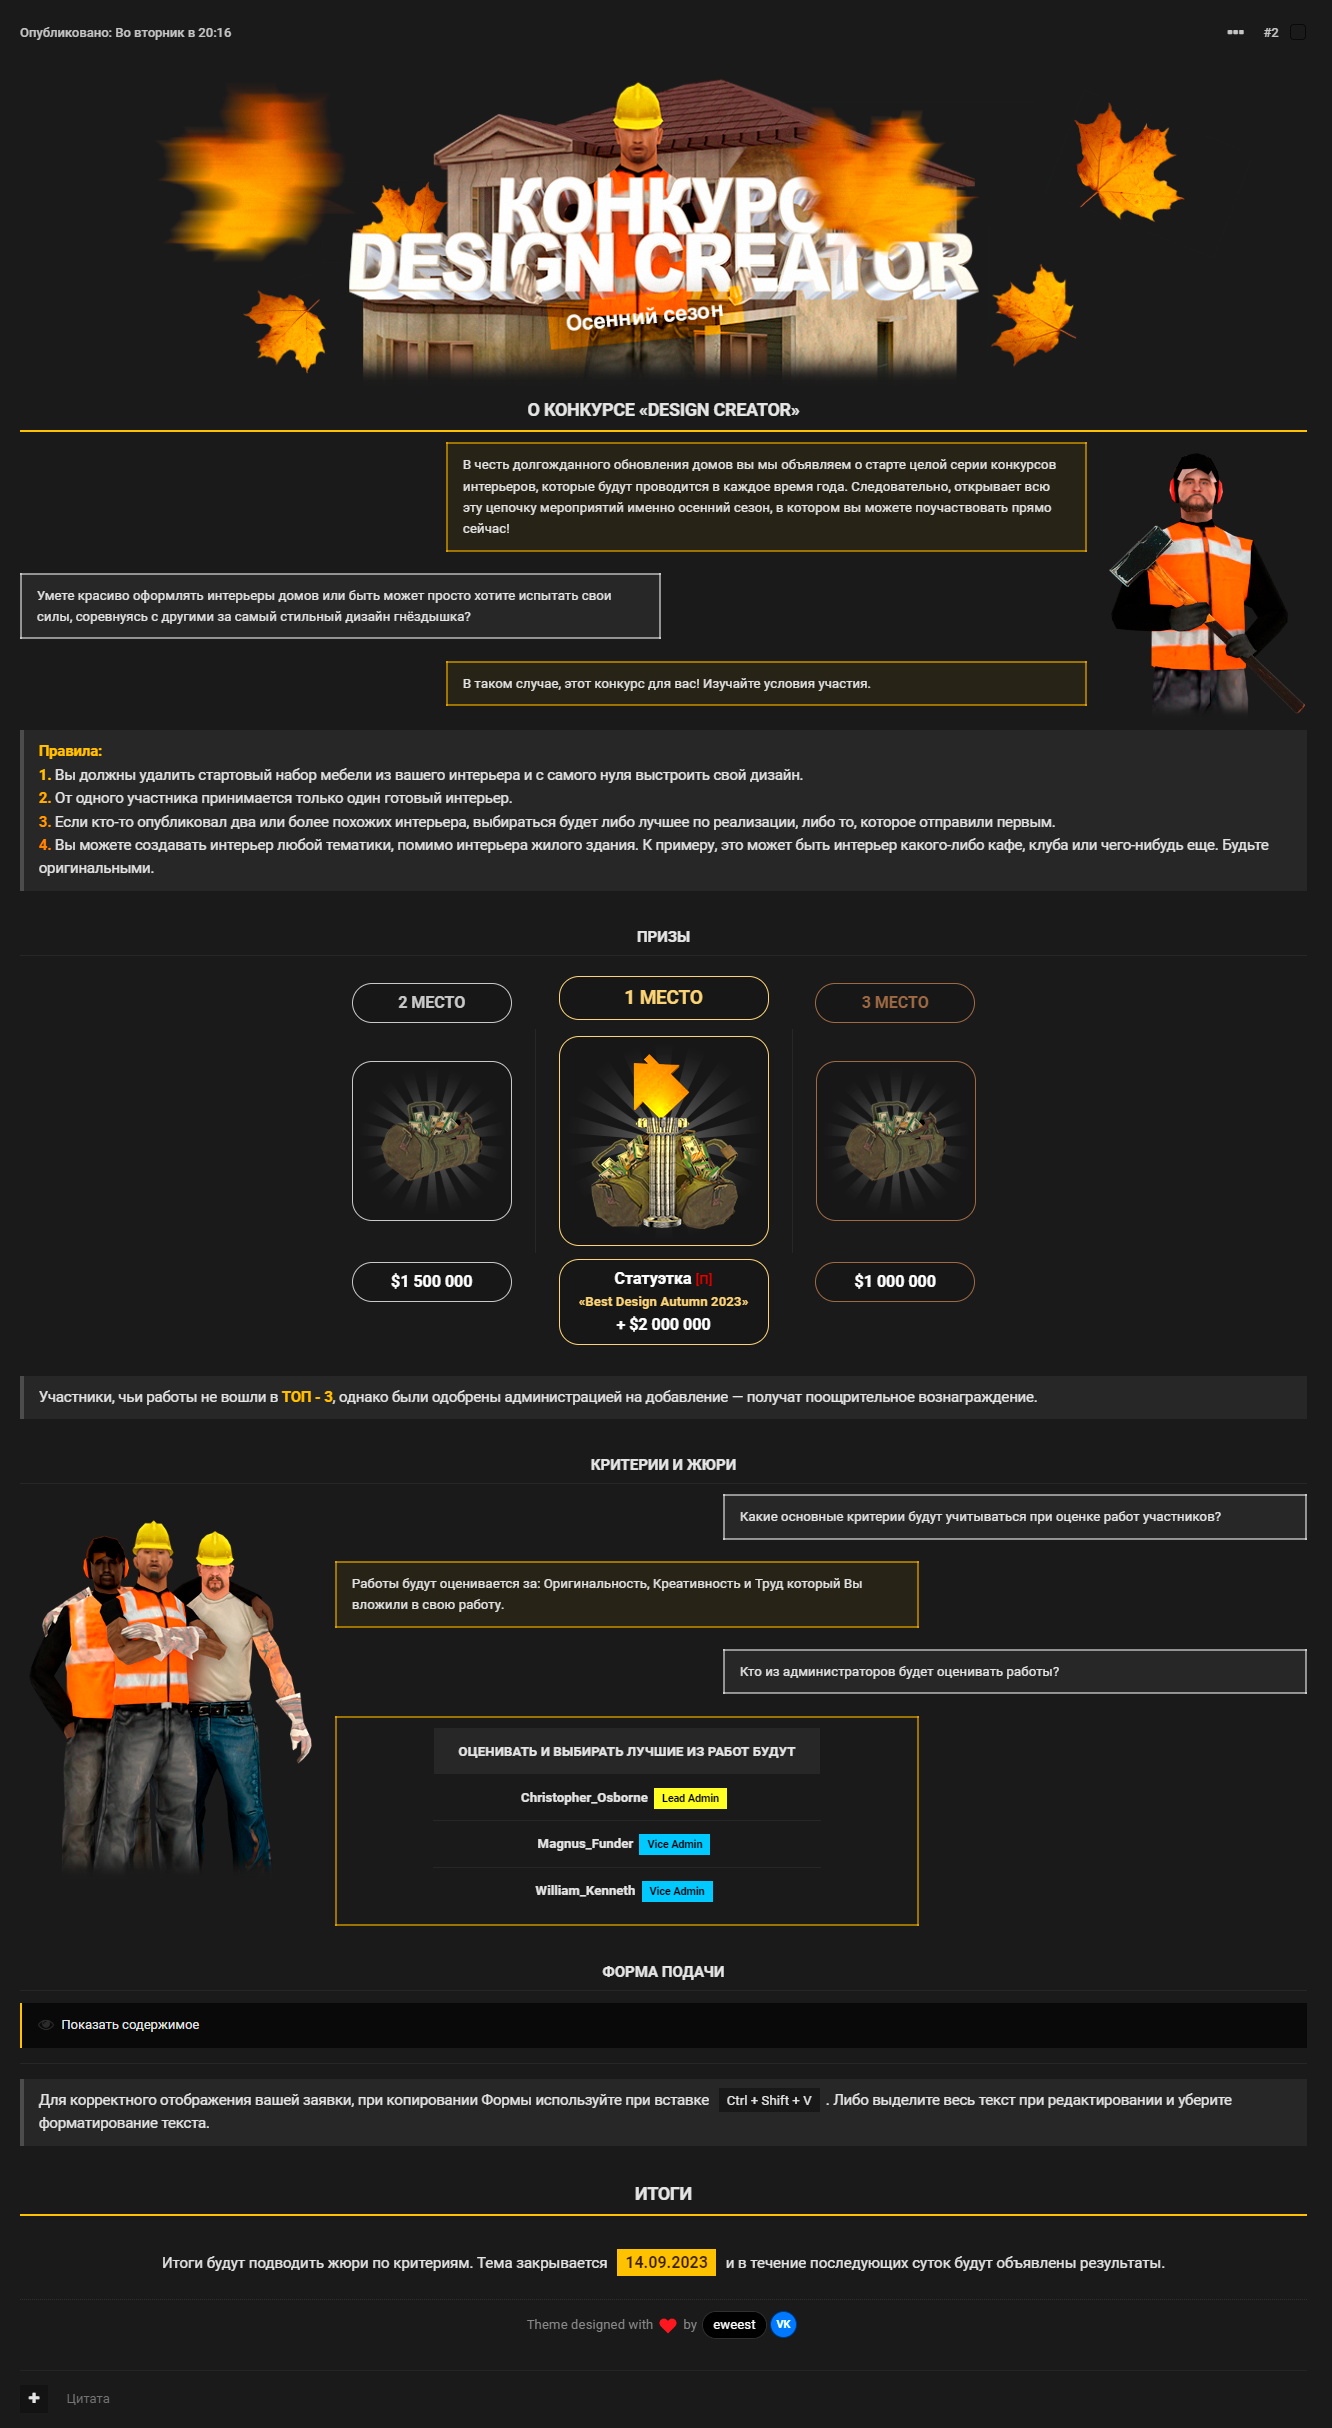 Опубликовано: Во вторник в 20:16
#2
КОНКУРС
DESIGN CREATOR
Осенний сезон
О КОНКУРСЕ «DESIGN CREATOR»
В честь долгожданного обновления домов вы мы объявляем о старте целой серии конкурсов
интерьеров, которые будут проводится в каждое время года. Следовательно, открывает всю
эту цепочку мероприятий именно осенний сезон, в котором вы можете поучаствовать прямо
сейчас!
Умете красиво оформлять интерьеры домов или быть может просто хотите испытать свои
силы, соревнуясь с другими за самый стильный дизайн гнёздышка?
В таком случае, этот конкурс для вас! Изучайте условия участия.
Правила:
1. Вы должны удалить стартовый набор мебели из вашего интерьера и с самого нуля выстроить свой дизайн.
2. От одного участника принимается только один готовый интерьер.
3. Если кто-то опубликовал два или более похожих интерьера, выбираться будет либо лучшее по реализации, либо то, которое отправили первым.
4. Вы можете создавать интерьер любой тематики, помимо интерьера жилого здания. К примеру, это может быть интерьер какого-либо кафе, клуба или чего-нибудь еще. Будьте
оригинальными.
ПРИЗЫ
2 МЕСТО
1 МЕСТО
3 МЕСТО
$1 500 000
Статуэтка [П]
«Best Design Autumn 2023»
+ $2 000 000
$1 000 000
Участники, чьи работы не вошли в ТОП - 3, однако были одобрены администрацией на добавление — получат поощрительное вознаграждение.
КРИТЕРИИ И ЖЮРИ
Какие основные критерии будут учитываться при оценке работ участников?
Работы будут оценивается за: Оригинальность, Креативность и Труд который Вы
вложили в свою работу.
Кто из администраторов будет оценивать работы?
ОЦЕНИВАТЬ И ВЫБИРАТЬ ЛУЧШИЕ ИЗ РАБОТ БУДУТ
Christopher_Osborne Lead Admin
Magnus_Funder Vice Admin
William_Kenneth Vice Admin
ФОРМА ПОДАЧИ
Показать содержимое
Для корректного отображения вашей заявки, при копировании Формы используйте при вставке Ctrl + Shift + V . Либо выделите весь текст при редактировании и уберите
форматирование текста.
ИТОГИ
Итоги будут подводить жюри по критериям. Тема закрывается 14.09.2023 и в течение последующих суток будут объявлены результаты.
Theme designed with ❤ by eweest VK
+ Цитата